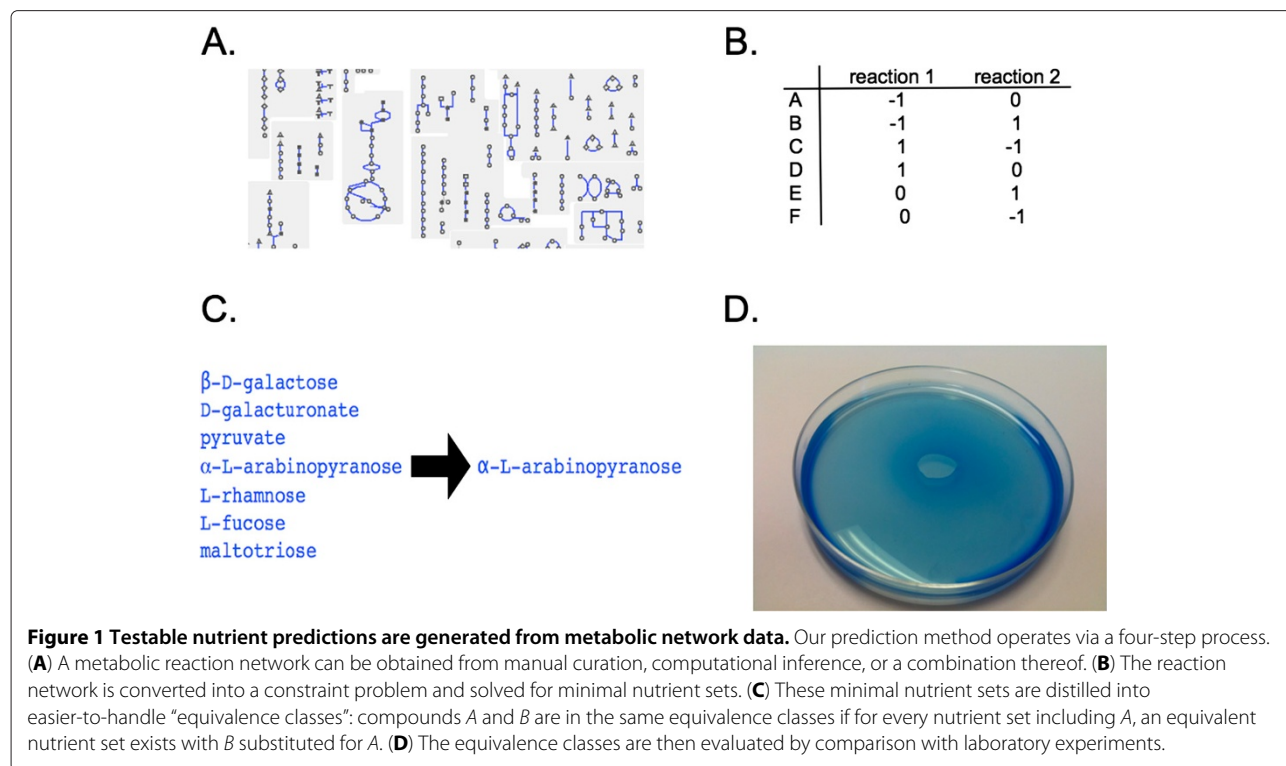 A.
B.
reaction 1 reaction 2
A -1 0
B -1 1
C 1 -1
D 1 0
E 0 1
F 0 -1
C.
β-D-galactose
D-galacturonate
pyruvate
α-L-arabinopyranose α-L-arabinopyranose
L-rhamnose
L-fucose
maltotriose
D.
Figure 1 Testable nutrient predictions are generated from metabolic network data. Our prediction method operates via a four-step process.
(A) A metabolic reaction network can be obtained from manual curation, computational inference, or a combination thereof. (B) The reaction
network is converted into a constraint problem and solved for minimal nutrient sets. (C) These minimal nutrient sets are distilled into
easier-to-handle “equivalence classes”: compounds A and B are in the same equivalence classes if for every nutrient set including A, an equivalent
nutrient set exists with B substituted for A. (D) The equivalence classes are then evaluated by comparison with laboratory experiments.